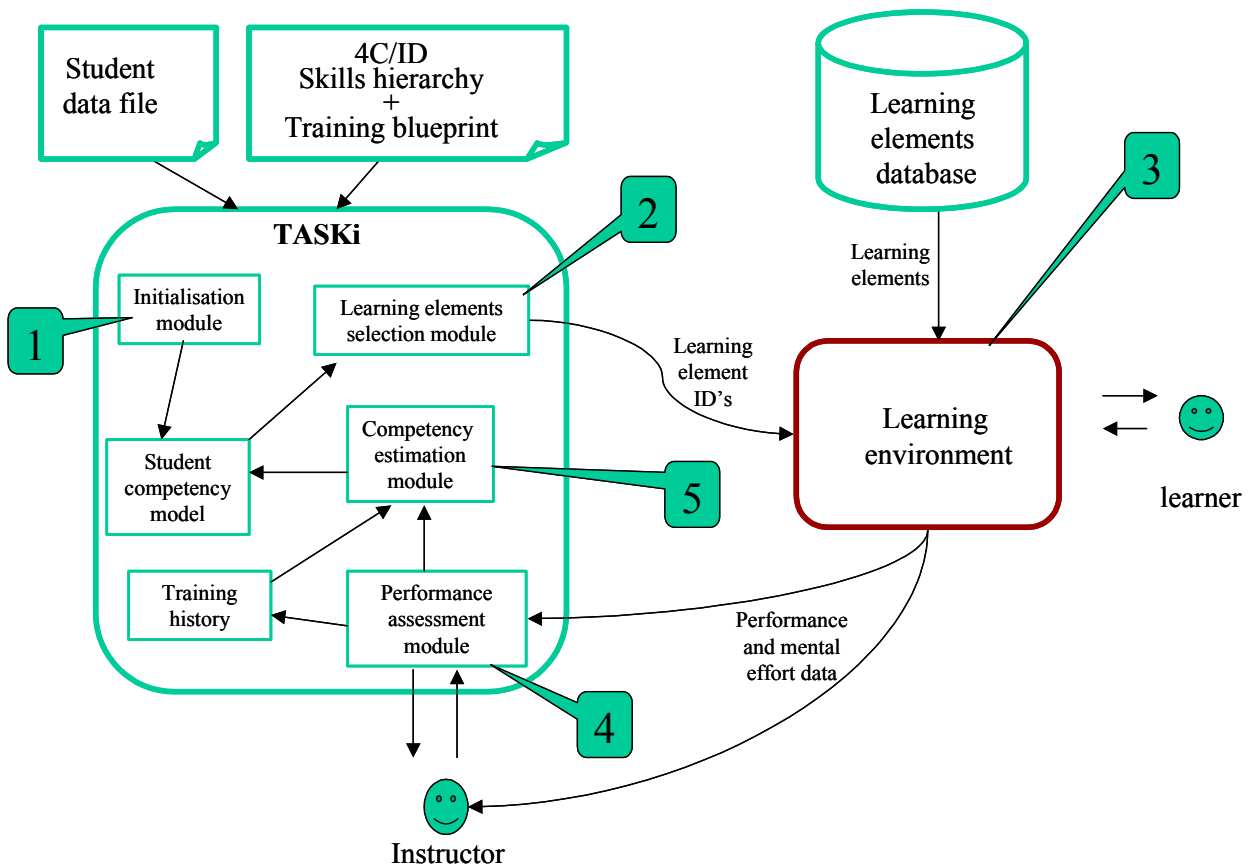 Student
data file
4C/ID
Skills hierarchy
+
Training blueprint
Learning
elements
database
3
2
TASKi
Learning
elements
Initialisation
module
1
Learning elements
selection module
Learning
element
ID's
Learning
environment
learner
Student
competency
model
Competency
estimation
module
5
Training
history
Performance
assessment
module
Performance
and mental
effort data
4
Instructor